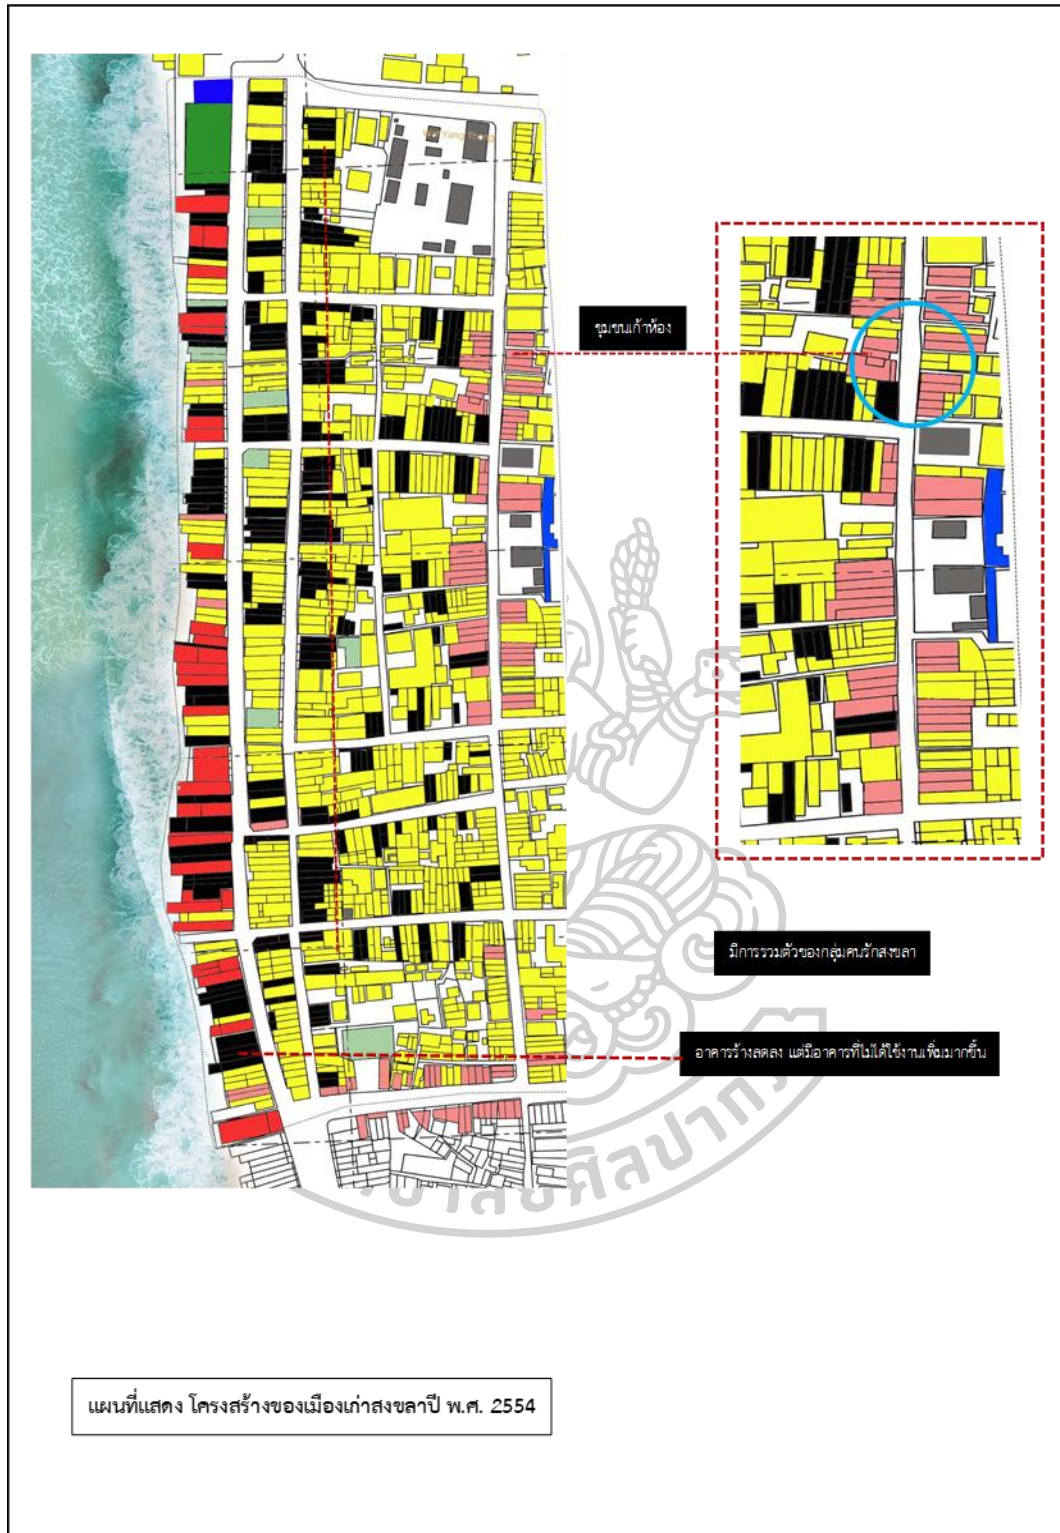 Wat Yang Thong
ชุมชนเก้าห้อง
มีการรวมตัวของกลุ่มคนรักสงขลา
อาคารร้างลดลง แต่มีอาคารที่ไม่ได้ใช้งานเพิ่มมากขึ้น
แผนที่แสดง โครงสร้างของเมืองเก่าสงขลาปี พ.ศ. 2554